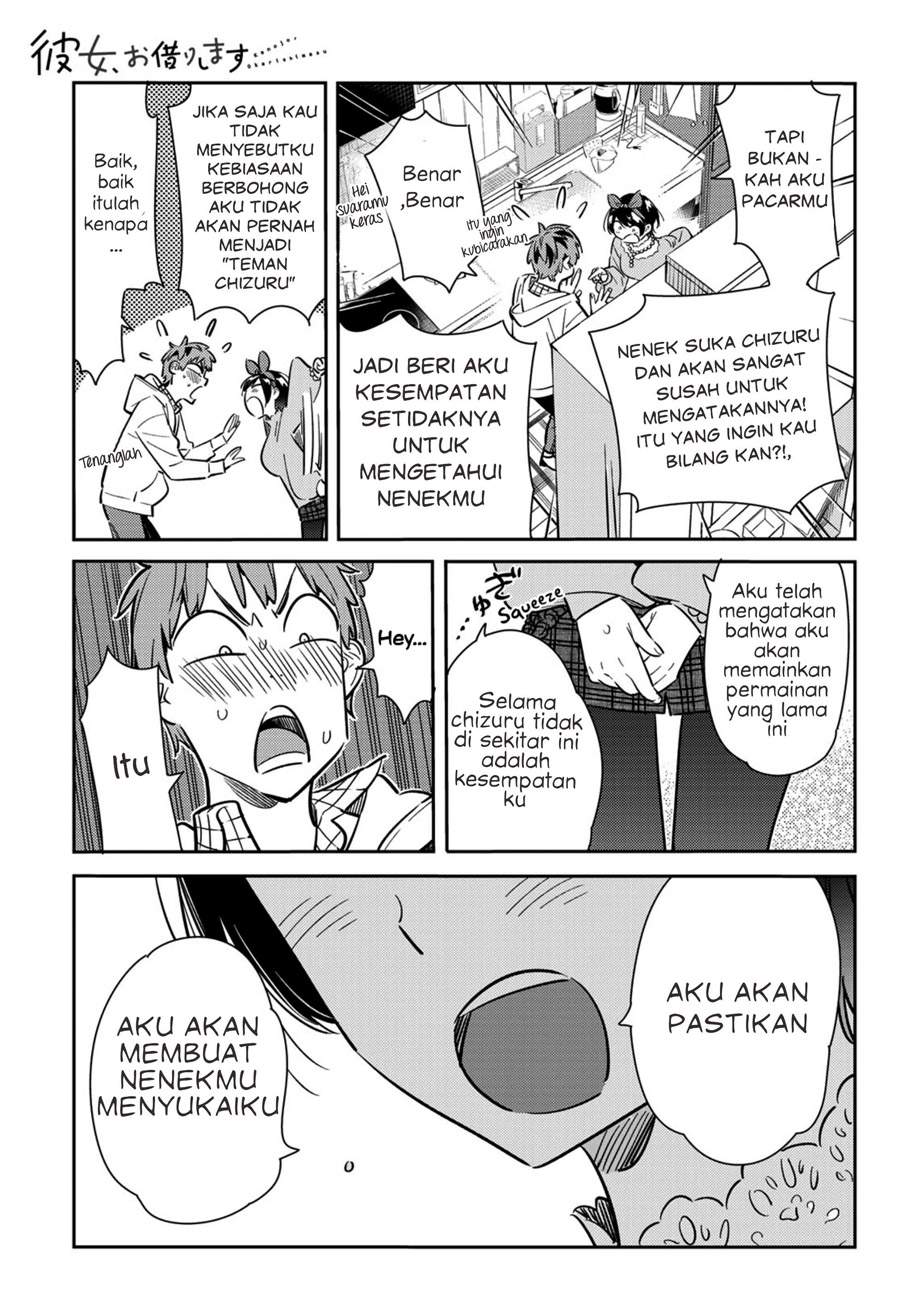 彼女、お借りします
TAPI
BUKAN -
KAH AKU
PACARMU
Benar
,Benar
Hei
suaramu
keras
itu yang
ingin
kubicarakan
NENEK SUKA CHIZURU
DAN AKAN SANGAT
SUSAH UNTUK
MENGATAKANNYA!
ITU YANG INGIN KAU
BILANG KAN?!,
JADI BERI AKU
KESEMPATAN
SETIDAKNYA
UNTUK
MENGETAHUI
NENEKMU
JIKA SAJA KAU
TIDAK
MENYEBUTKU
KEBIASAAN
BERBOHONG
AKU TIDAK
AKAN PERNAH
MENJADI
"TEMAN
CHIZURU"
Baik,
baik
itulah
kenapa
...
Tenanglah
Aku telah
mengatakan
bahwa aku
akan
memainkan
permainan
yang lama
ini
ぎゅ
Squeeze
Selama
chizuru tidak
di sekitar ini
adalah
kesempatan
ku
Hey...
Itu
AKU AKAN
PASTIKAN
AKU AKAN
MEMBUAT
NENEKMU
MENYUKAIKU